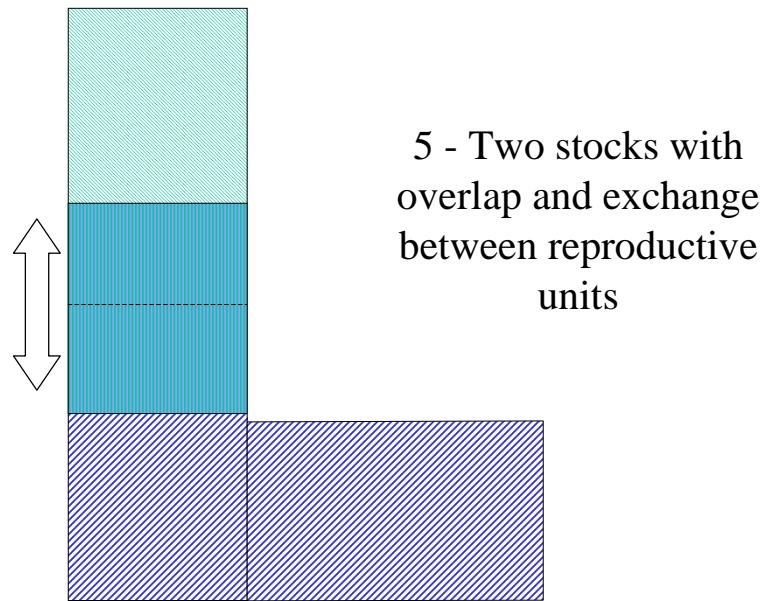 5 - Two stocks with
overlap and exchange
between reproductive
units